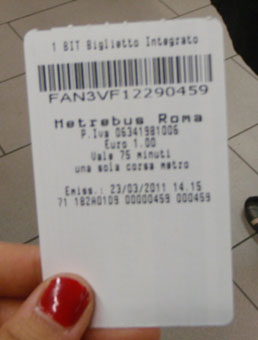 1 BIT Biglietto Integrato
FAN3VF12290459
Metrebus Roma
P.Iva 06341981006
Euro 1.00
Vale 75 minuti
una sola corsa metro
Emiss.: 23/03/2011 14.15
71 182A0109 00000459 000459